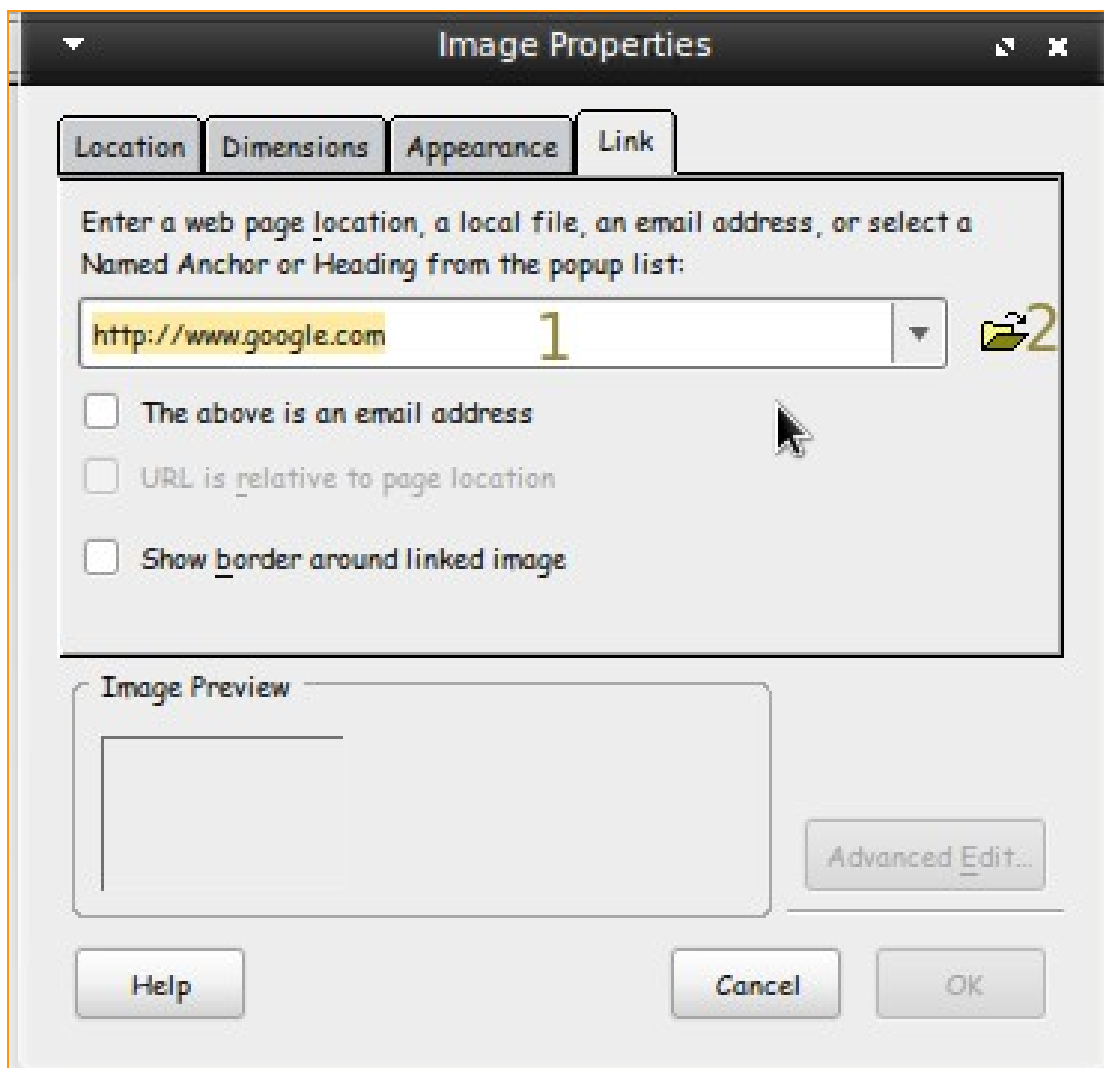 Image Properties
Location Dimensions Appearance Link
Enter a web page location, a local file, an email address, or select a
Named Anchor or Heading from the popup list:
http://www.google.com 1 2
The above is an email address
URL is relative to page location
Show border around linked image
Image Preview
Advanced Edit...
Help Cancel OK